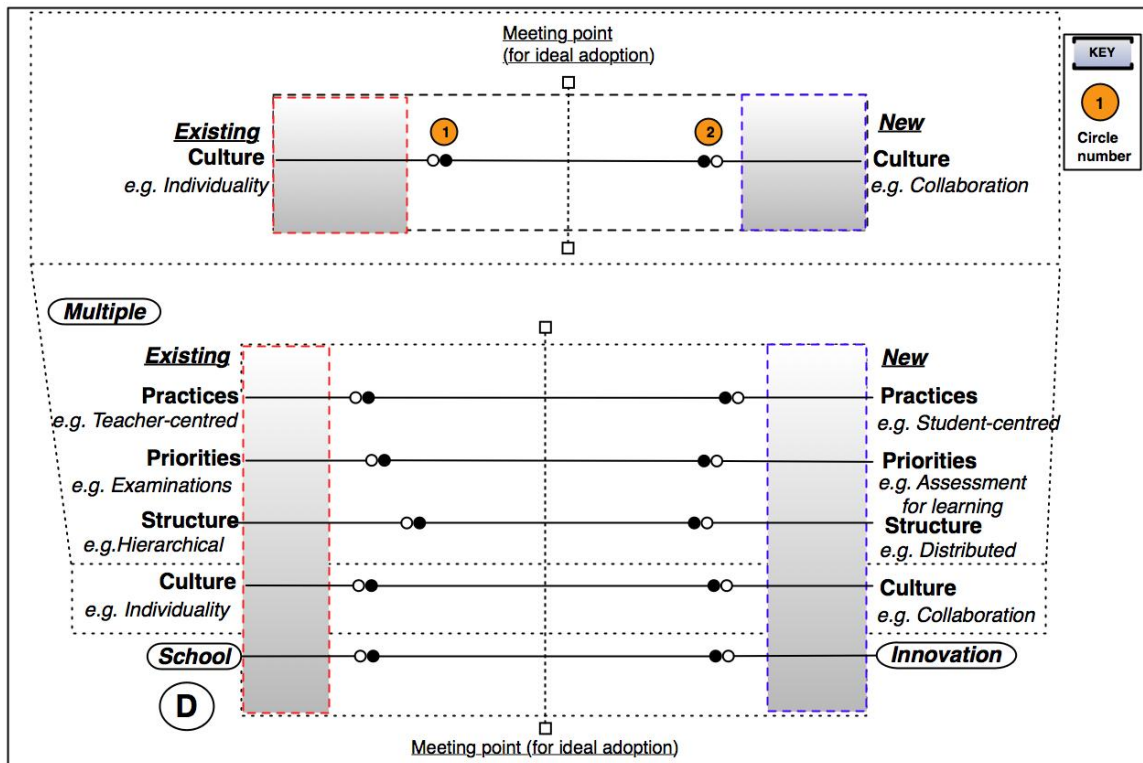 Meeting point
(for ideal adoption)
KEY
1
Circle
number
Existing
1
2
New
Culture
Culture
e.g. Individuality
e.g. Collaboration
Multiple
Existing
New
Practices
Practices
e.g. Teacher-centred
e.g. Student-centred
Priorities
Priorities
e.g. Examinations
e.g. Assessment
for learning
Structure
Structure
e.g.Hierarchical
e.g. Distributed
Culture
Culture
e.g. Individuality
e.g. Collaboration
School
Innovation
D
Meeting point (for ideal adoption)